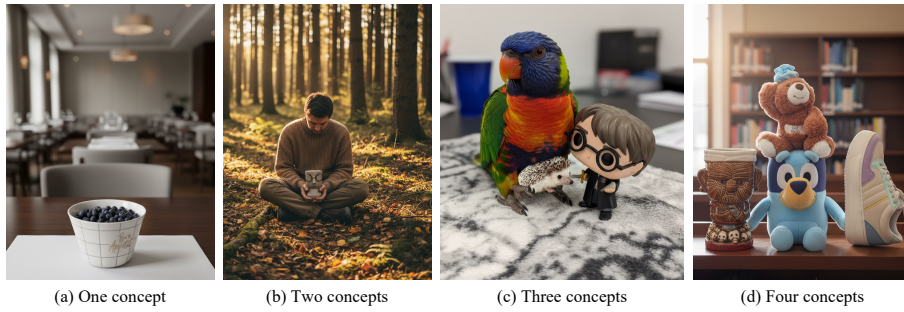 (a) One concept
(b) Two concepts
(c) Three concepts
(d) Four concepts